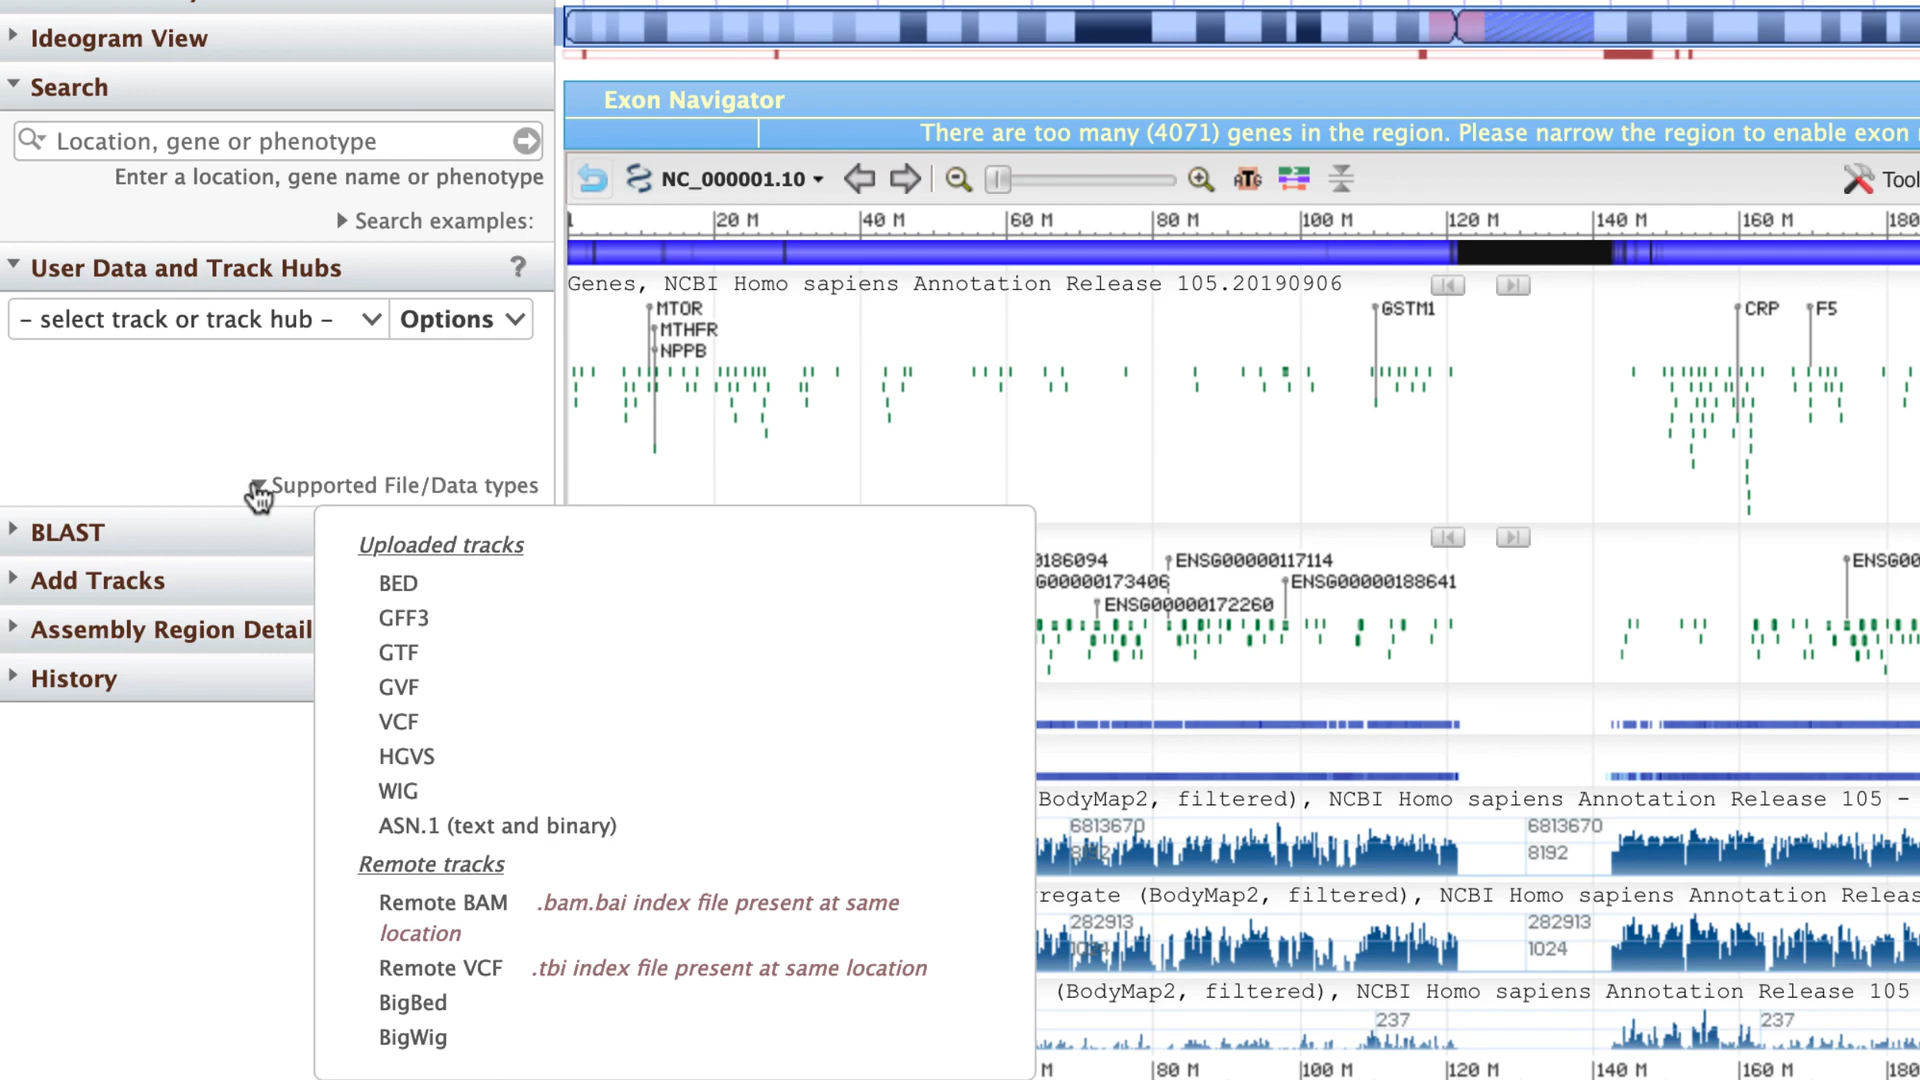 Ideogram View
Search
Location, gene or phenotype
Enter a location, gene name or phenotype
Search examples:
User Data and Track Hubs ?
– select track or track hub – Options
Supported File/Data types
BLAST
Add Tracks
Assembly Region Detail
History
Uploaded tracks
BED
GFF3
GTF
GVF
VCF
HGVS
WIG
ASN.1 (text and binary)
Remote tracks
Remote BAM .bam.bai index file present at same
location
Remote VCF .tbi index file present at same location
BigBed
BigWig
Exon Navigator
There are too many (4071) genes in the region. Please narrow the region to enable exon
NC_000001.10 ATG Tool
20 M 40 M 60 M 80 M 100 M 120 M 140 M 160 M 180
Genes, NCBI Homo sapiens Annotation Release 105.20190906
MTOR GSTM1 CRP F5
MTHFR
NPPB
0186094 ENSG00000117114 ENSG00
G00000173406 ENSG00000188641
ENSG00000172260
BodyMap2, filtered), NCBI Homo sapiens Annotation Release 105 -
6813670 6813670
8192 8192
regate (BodyMap2, filtered), NCBI Homo sapiens Annotation Releas
282913 282913
1024 1024
(BodyMap2, filtered), NCBI Homo sapiens Annotation Release 105
237 237
M 80 M 100 M 120 M 140 M 160 M 180